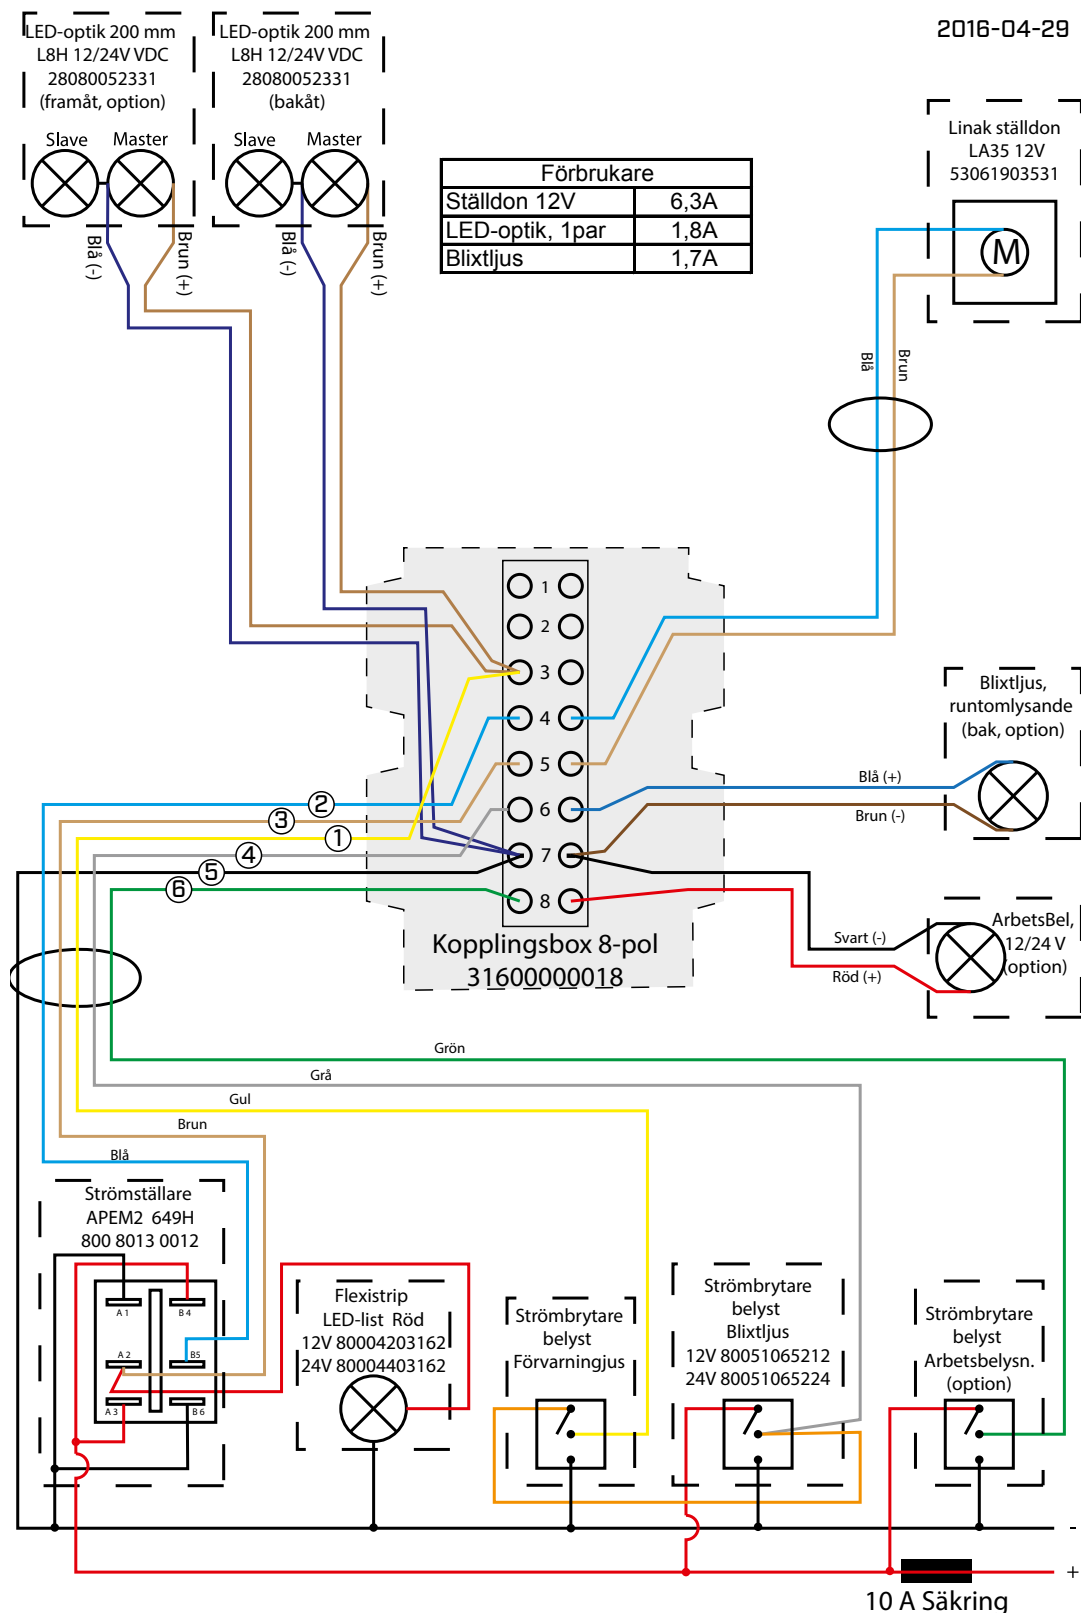 2016-04-29
LED-optik 200 mm
L8H 12/24V VDC
28080052331
(framåt, option)
Slave Master
LED-optik 200 mm
L8H 12/24V VDC
28080052331
(bakåt)
Slave Master
Blå (-)
Brun (+)
Blå (-)
Brun (+)
Förbrukare
Ställdon 12V 6,3A
LED-optik, 1par 1,8A
Blixtljus 1,7A
Linak ställdon
LA35 12V
53061903531
M
Blå
Brun
1
2
3
4
5
6
7
8
Kopplingsbox 8-pol
31600000018
Blixtljus,
runtomlysande
(bak, option)
Blå (+)
Brun (-)
ArbetsBel,
12/24 V
(option)
Svart (-)
Röd (+)
2
3
1
4
5
6
Grön
Grå
Gul
Brun
Blå
Strömställare
APEM2 649H
800 8013 0012
A 1
B 4
A 2
B5
A 3
B 6
Flexistrip
LED-list Röd
12V 80004203162
24V 80004403162
Strömbrytare
belyst
Förvarningjus
Strömbrytare
belyst
Blixtljus
12V 80051065212
24V 80051065224
Strömbrytare
belyst
Arbetsbelysn.
(option)
-
+
10 A Säkring